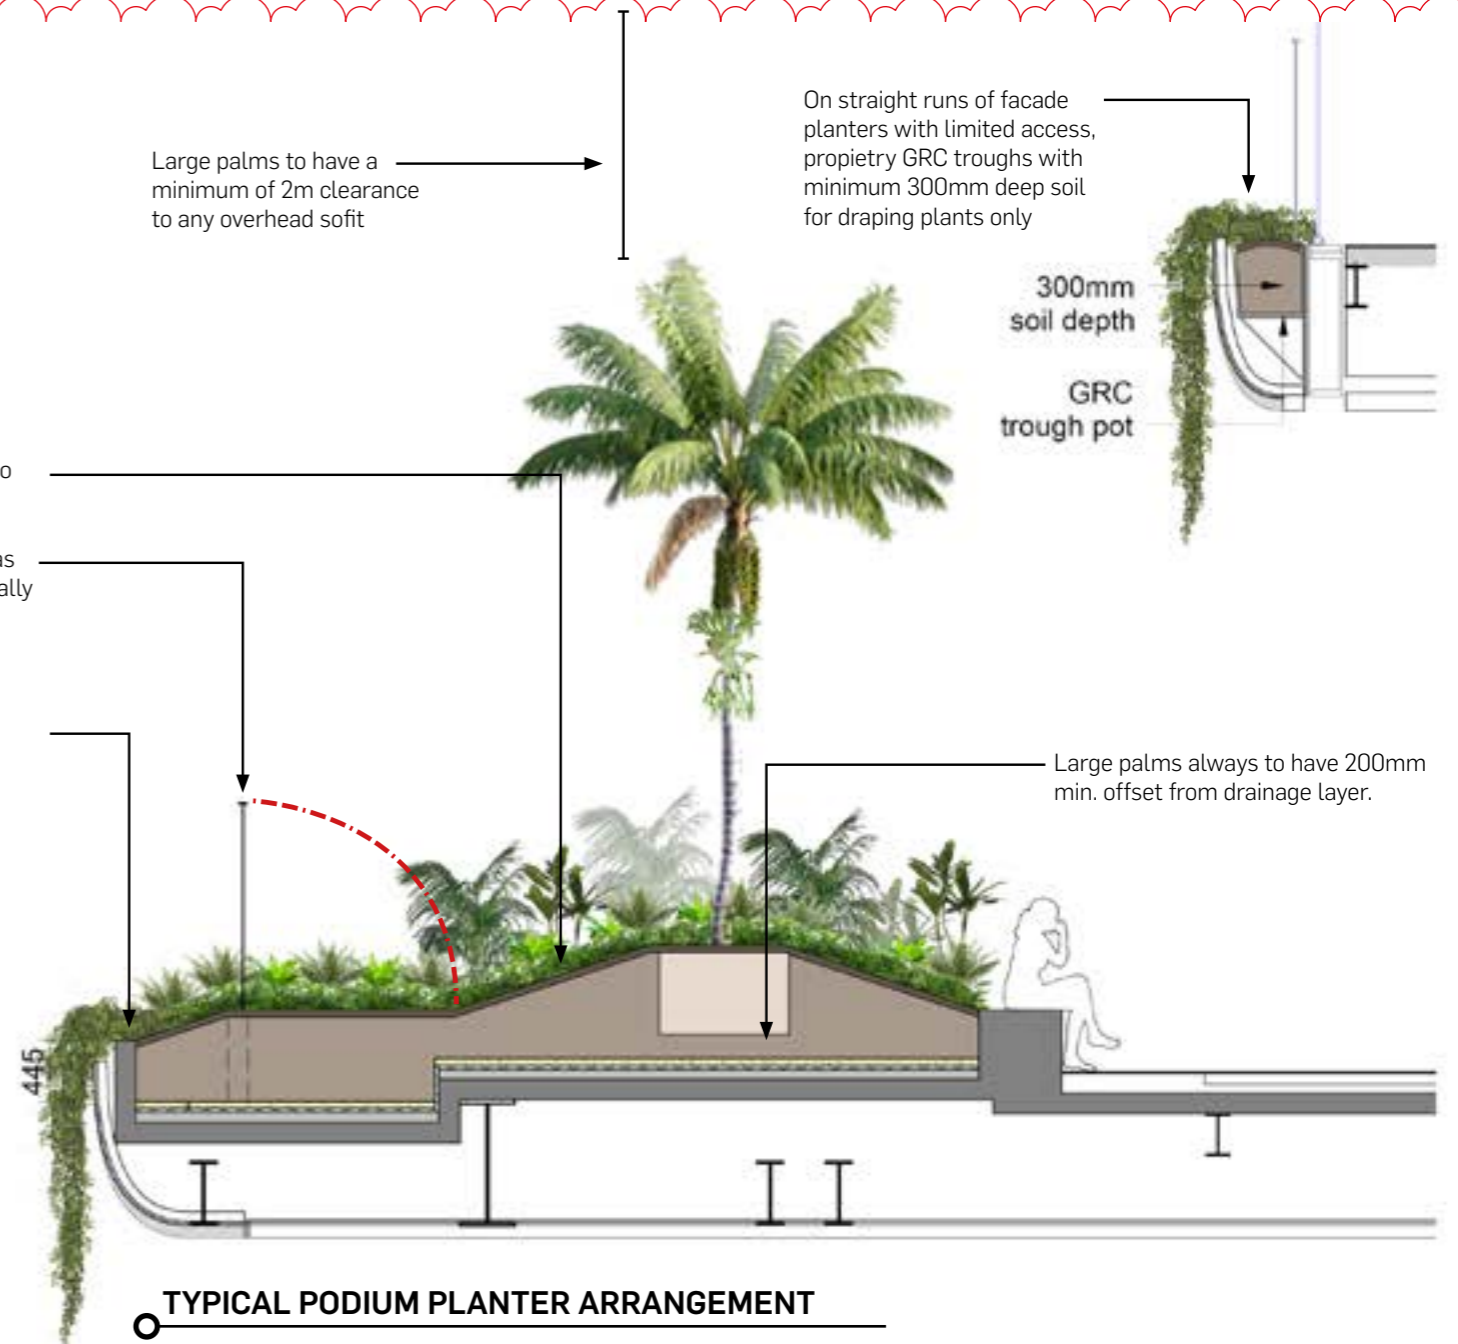 Large palms to have a
minimum of 2m clearance
to any overhead sofit
On straight runs of facade
planters with limited access,
propietry GRC troughs with
minimum 300mm deep soil
for draping plants only
300mm
soil depth
GRC
trough pot
o
as
ally
Large palms always to have 200mm
min. offset from drainage layer.
445
TYPICAL PODIUM PLANTER ARRANGEMENT